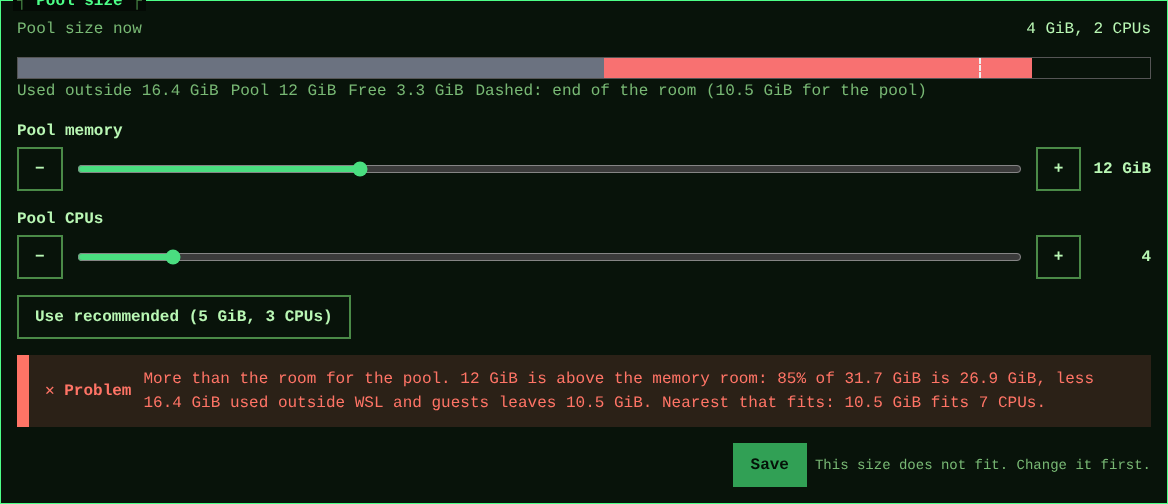 Pool size
Pool size now
4 GiB, 2 CPUs
Used outside 16.4 GiB Pool 12 GiB Free 3.3 GiB Dashed: end of the room (10.5 GiB for the pool)
Pool memory
− + 12 GiB
Pool CPUs
− + 4
Use recommended (5 GiB, 3 CPUs)
× Problem
More than the room for the pool. 12 GiB is above the memory room: 85% of 31.7 GiB is 26.9 GiB, less
16.4 GiB used outside WSL and guests leaves 10.5 GiB. Nearest that fits: 10.5 GiB fits 7 CPUs.
Save
This size does not fit. Change it first.